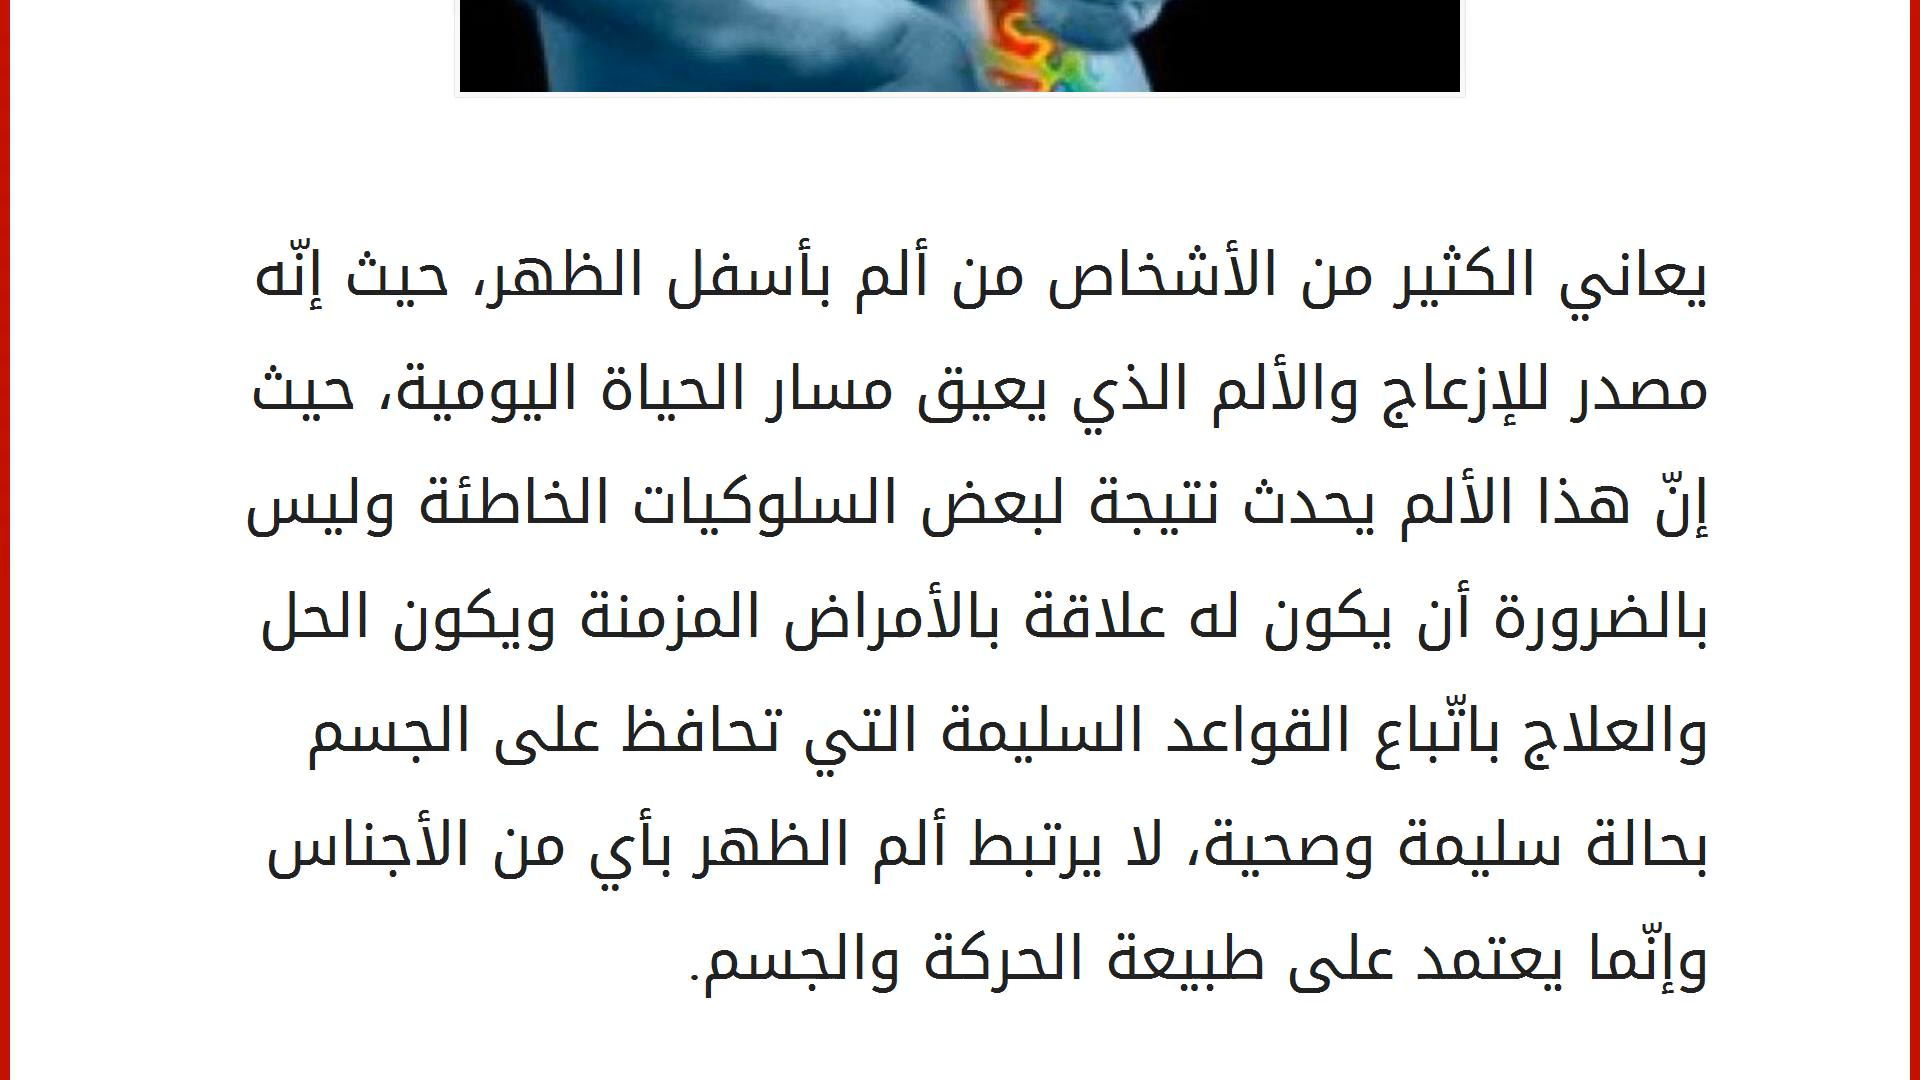 يعاني الكثير من الأشخاص من ألم بأسفل الظهر، حيث إنّه
مصدر للإزعاج والألم الذي يعيق مسار الحياة اليومية، حيث
إنّ هذا الألم يحدث نتيجة لبعض السلوكيات الخاطئة وليس
بالضرورة أن يكون له علاقة بالأمراض المزمنة ويكون الحل
والعلاج باتّباع القواعد السليمة التي تحافظ على الجسم
بحالة سليمة وصحية، لا يرتبط ألم الظهر بأي من الأجناس
وإنّما يعتمد على طبيعة الحركة والجسم.